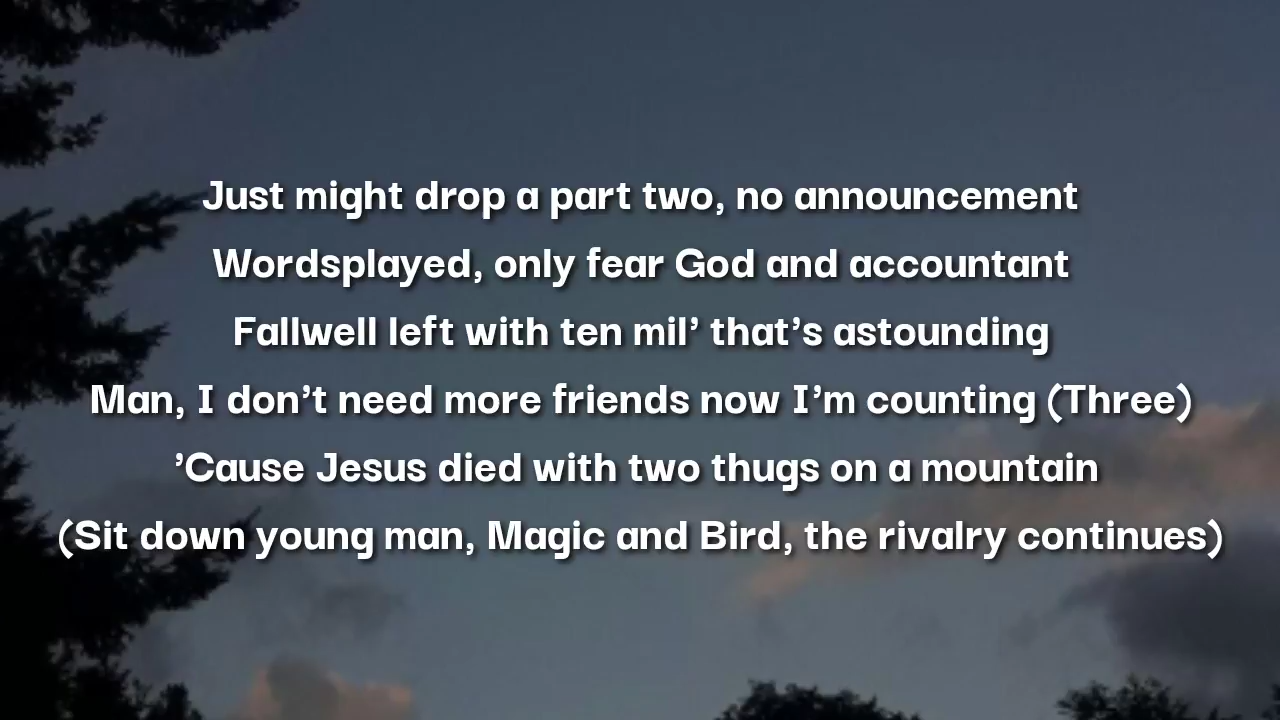 Just might drop a part two, no announcement
Wordsplayed, only fear God and accountant
Fallwell left with ten mil’ that’s astounding
Man, I don’t need more friends now I’m counting (Three)
’Cause Jesus died with two thugs on a mountain
(Sit down young man, Magic and Bird, the rivalry continues)